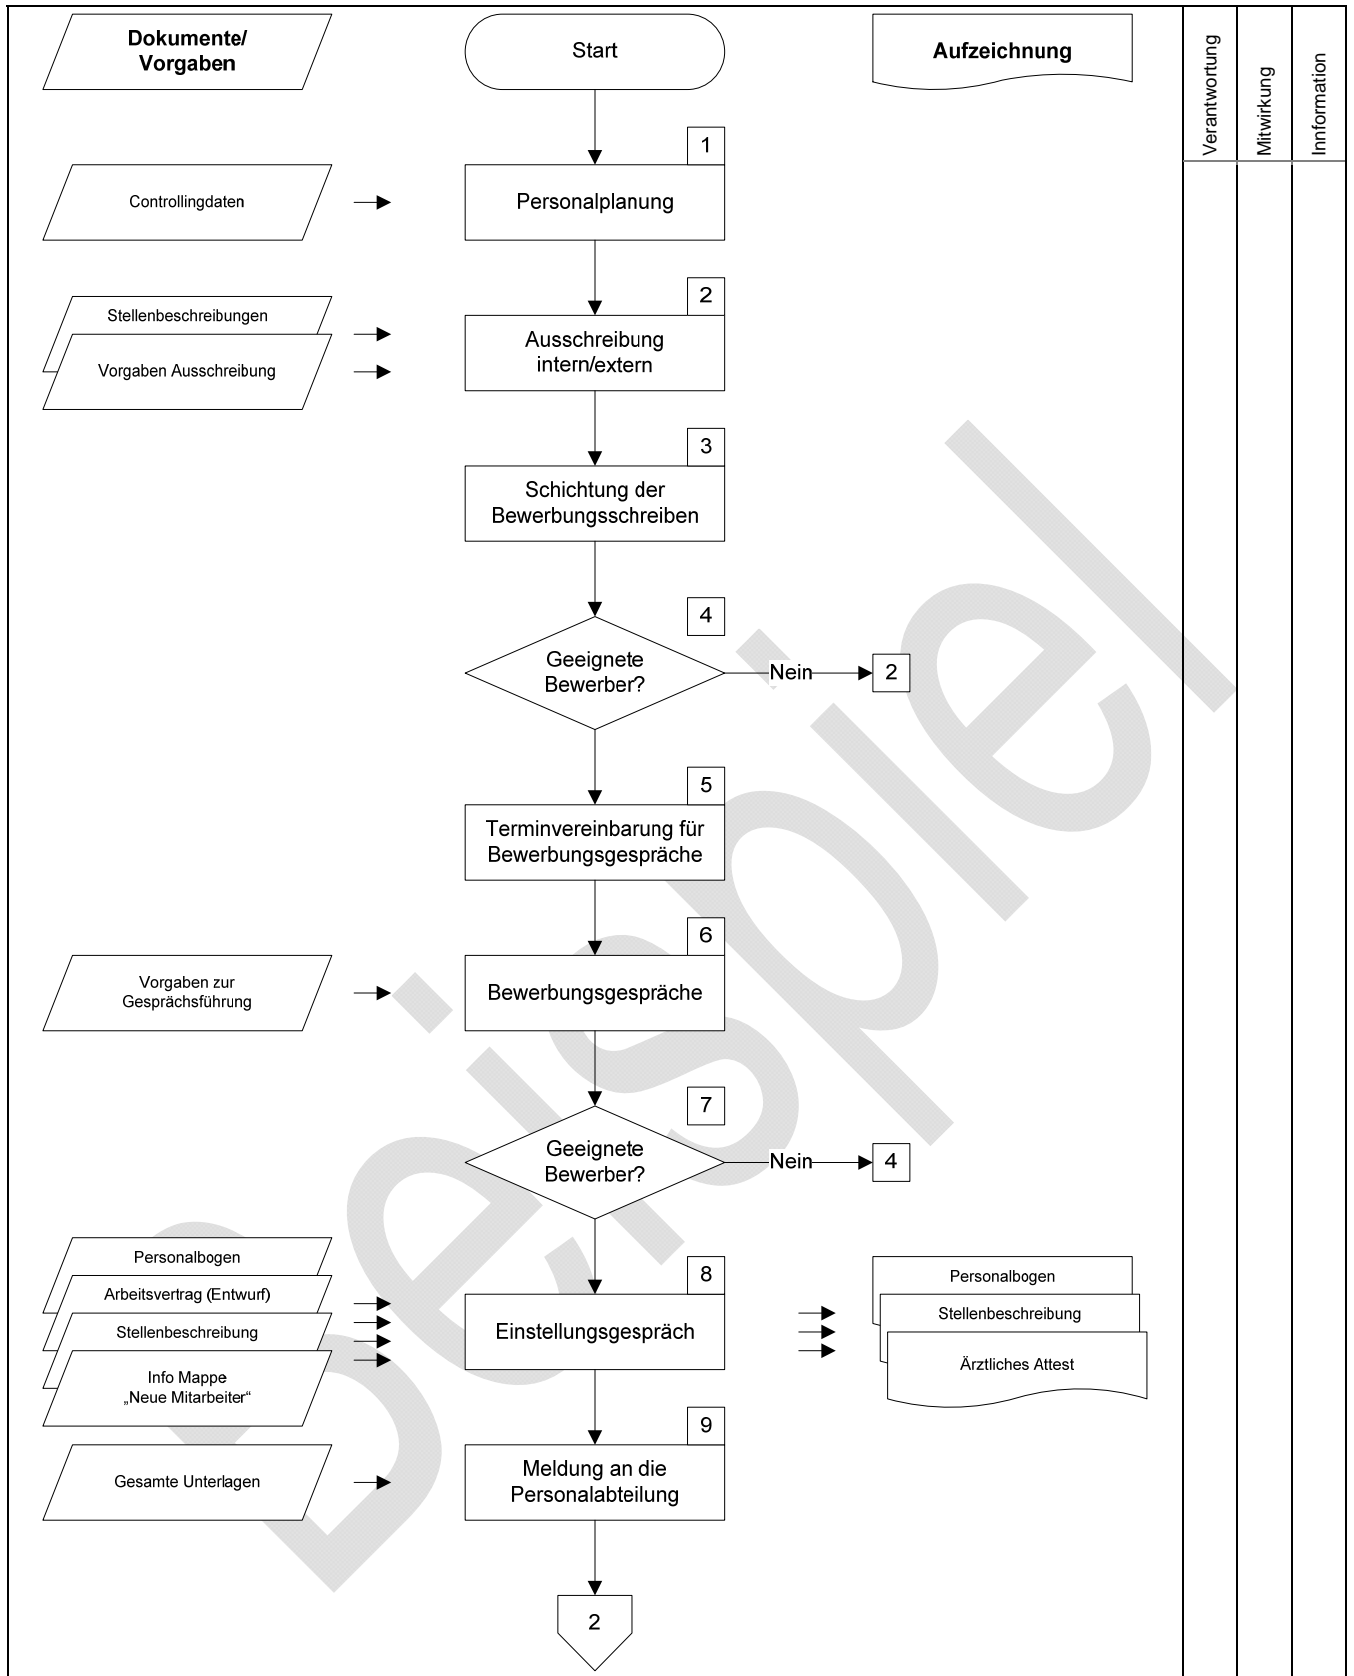 Dokumente/
Vorgaben
Start
Aufzeichnung
Verantwortung
Mitwirkung
Innformation
1
Controllingdaten
Personalplanung
2
Stellenbeschreibungen
Vorgaben Ausschreibung
Ausschreibung
intern/extern
3
Schichtung der
Bewerbungsschreiben
4
Geeignete
Bewerber?
Nein
2
5
Terminvereinbarung für
Bewerbungsgespräche
6
Vorgaben zur
Gesprächsführung
Bewerbungsgespräche
7
Geeignete
Bewerber?
Nein
4
Personalbogen
Arbeitsvertrag (Entwurf)
Stellenbeschreibung
Info Mappe
„Neue Mitarbeiter“
8
Einstellungsgespräch
Personalbogen
Stellenbeschreibung
Ärztliches Attest
9
Gesamte Unterlagen
Meldung an die
Personalabteilung
2
Beispiel